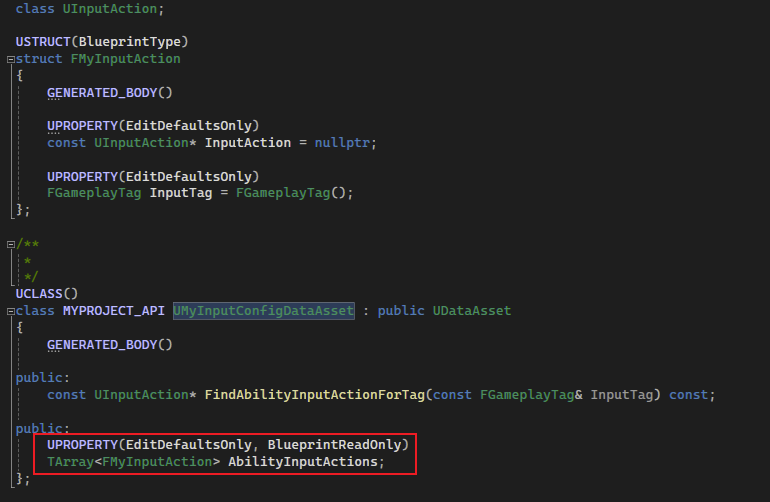 class UInputAction;
USTRUCT(BlueprintType)
struct FMyInputAction
{
GENERATED_BODY()
UPROPERTY(EditDefaultsOnly)
const UInputAction* InputAction = nullptr;
UPROPERTY(EditDefaultsOnly)
FGameplayTag InputTag = FGameplayTag();
};
/**
*
*/
UCLASS()
class MYPROJECT_API UMyInputConfigDataAsset : public UDataAsset
{
GENERATED_BODY()
public:
const UInputAction* FindAbilityInputActionForTag(const FGameplayTag& InputTag) const;
public:
UPROPERTY(EditDefaultsOnly, BlueprintReadOnly)
TArray<FMyInputAction> AbilityInputActions;
};